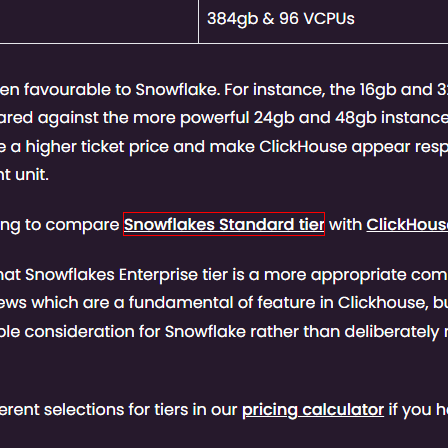 384gb & 96 VCPUs
en favourable to Snowflake. For instance, the 16gb and 3
ared against the more powerful 24gb and 48gb instance
e a higher ticket price and make ClickHouse appear resp
t unit.
ng to compare Snowflakes Standard tier with ClickHous
hat Snowflakes Enterprise tier is a more appropriate com
ews which are a fundamental of feature in Clickhouse, bu
ble consideration for Snowflake rather than deliberately
erent selections for tiers in our pricing calculator if you h